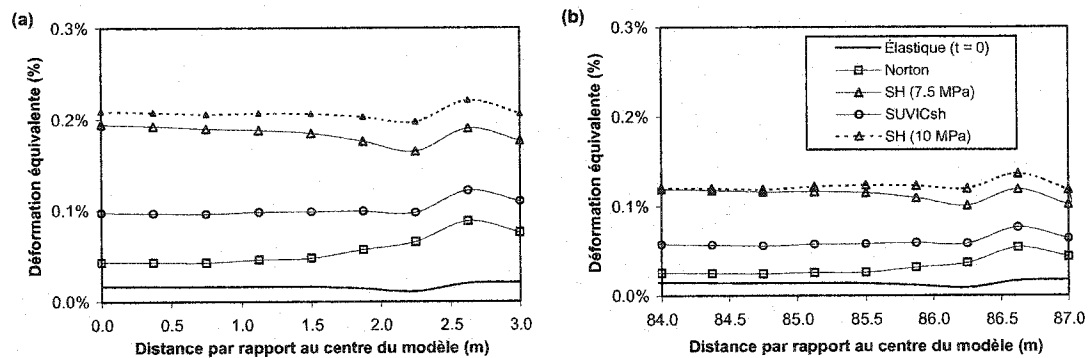 (a)
0.3%
0.2%
0.1%
0.0%
Déformation équivalente (%)
0.0 0.5 1.0 1.5 2.0 2.5 3.0
Distance par rapport au centre du modèle (m)
(b)
0.3%
0.2%
0.1%
0.0%
Déformation équivalente (%)
Élastique (t = 0)
Norton
SH (7.5 MPa)
SUVICsh
SH (10 MPa)
84.0 84.5 85.0 85.5 86.0 86.5 87.0
Distance par rapport au centre du modèle (m)